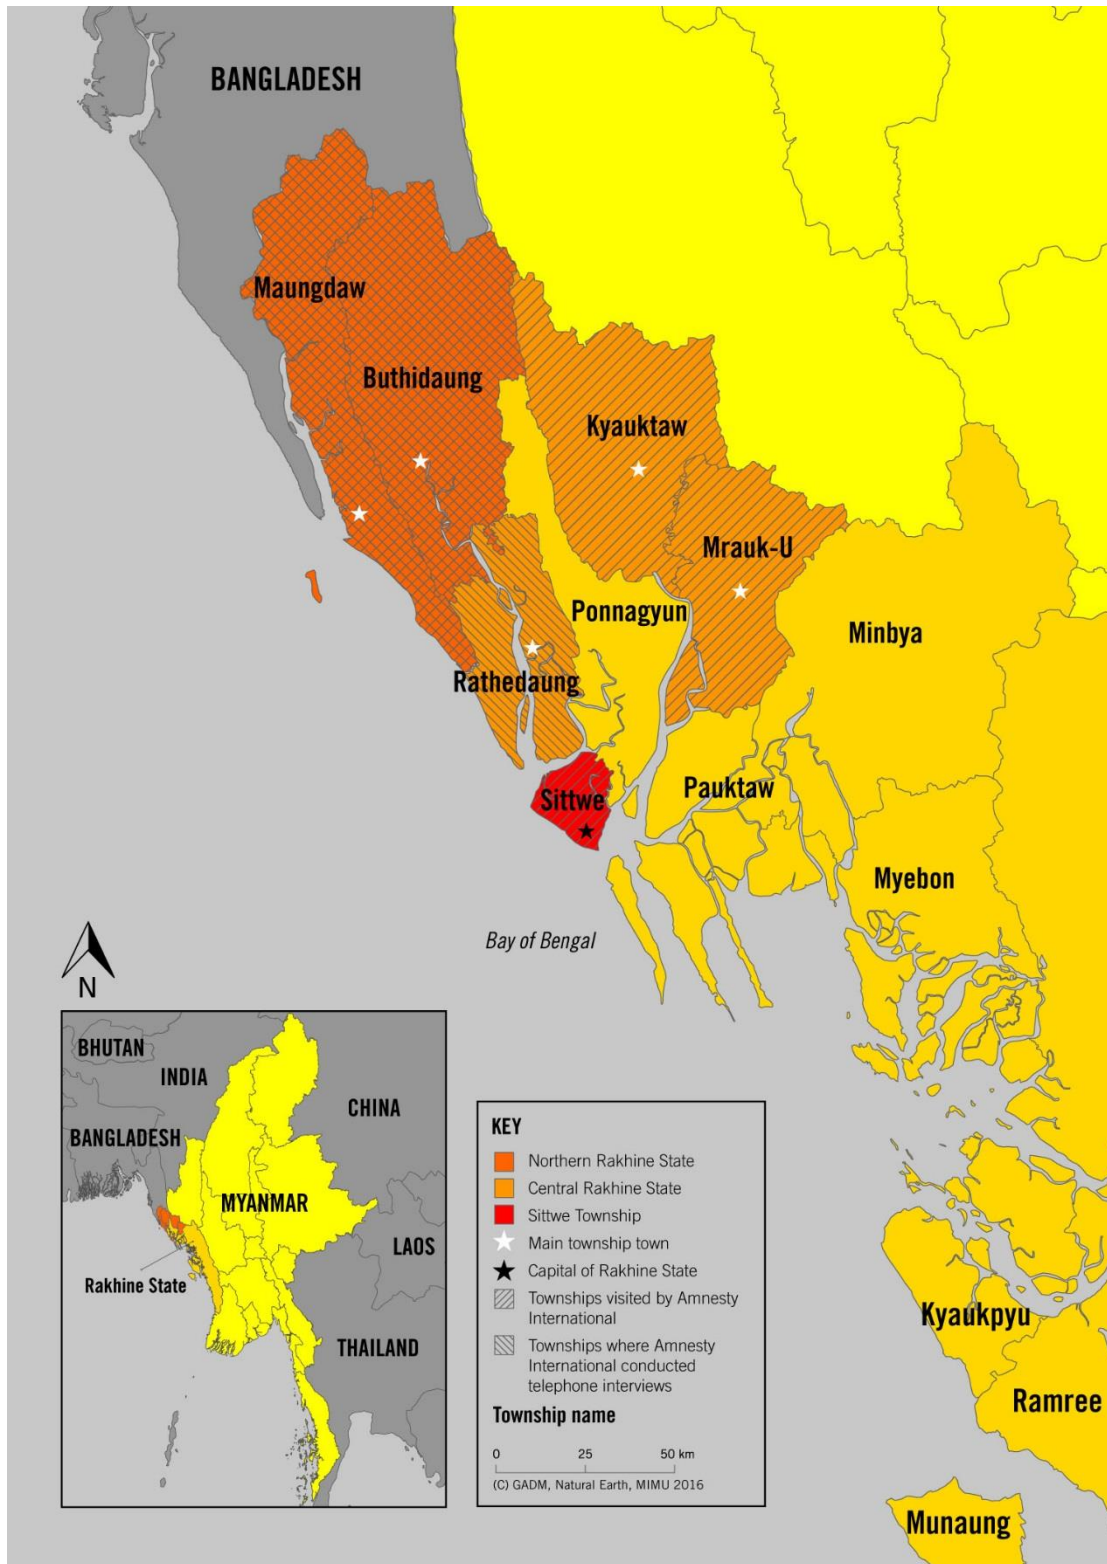 BANGLADESH
Maungdaw
Buthidaung
Kyauktaw
Mrauk-U
Ponnagyun
Minbya
Rathedaung
Sittwe
Pauktaw
Myebon
Bay of Bengal
N
BHUTAN
INDIA
CHINA
BANGLADESH
MYANMAR
LAOS
Rakhine State
THAILAND
KEY
Northern Rakhine State
Central Rakhine State
Sittwe Township
Main township town
Capital of Rakhine State
Townships visited by Amnesty
International
Townships where Amnesty
International conducted
telephone interviews
Township name
0 25 50 km
(C) GADM, Natural Earth, MIMU 2016
Kyaukpyu
Ramree
Munaung